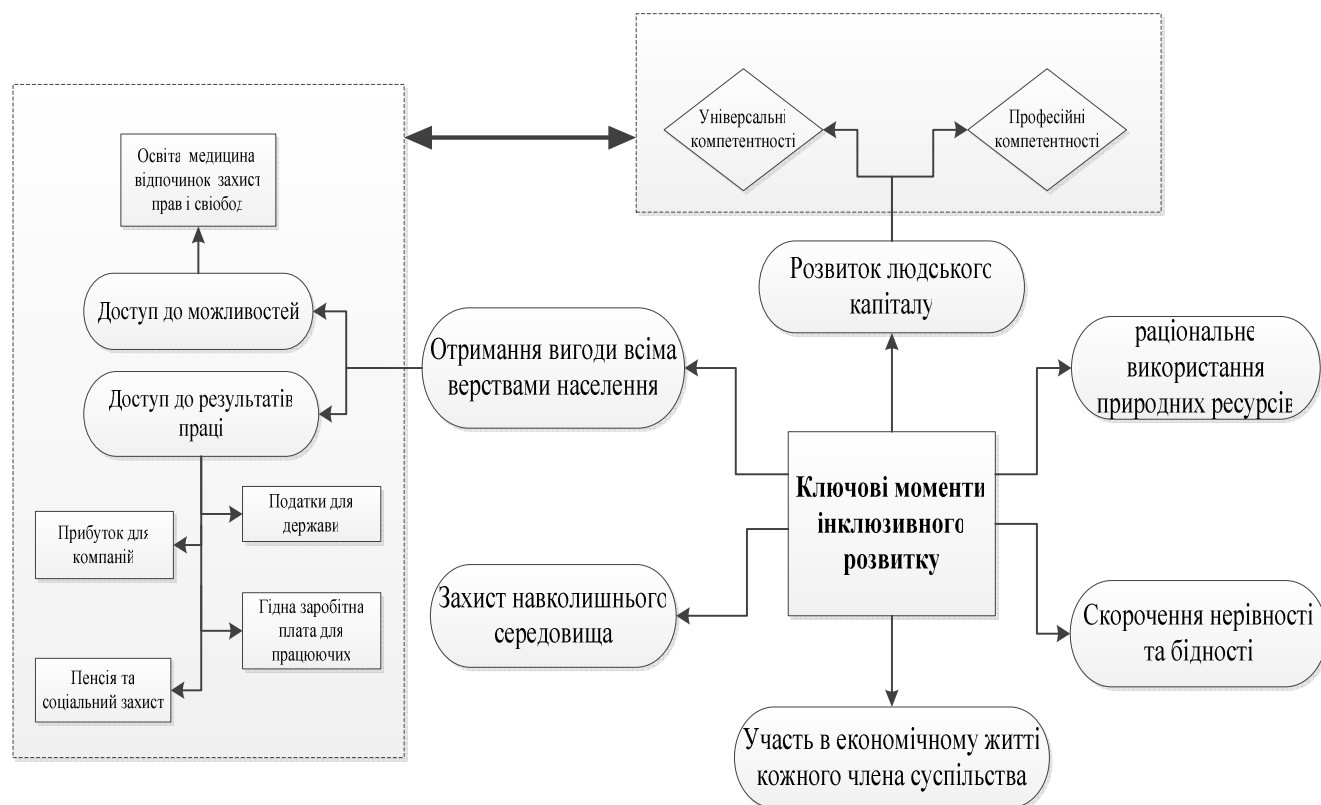 Універсальні
компетентності
Професійні
компетентності
Освіта медицина
відпочинок захист
прав і свіобод
Розвиток людського
капіталу
Доступ до можливостей
Отримання вигоди всіма
верствами населення
раціональне
використання
природних ресурсів
Доступ до результатів
праці
Ключові моменти
інклюзивного
розвитку
Податки для
держави
Прибуток для
компаній
Захист навколишнього
середовища
Гідна заробітна
плата для
працюючих
Скорочення нерівності
та бідності
Пенсія та
соціальний захист
Участь в економічному житті
кожного члена суспільства